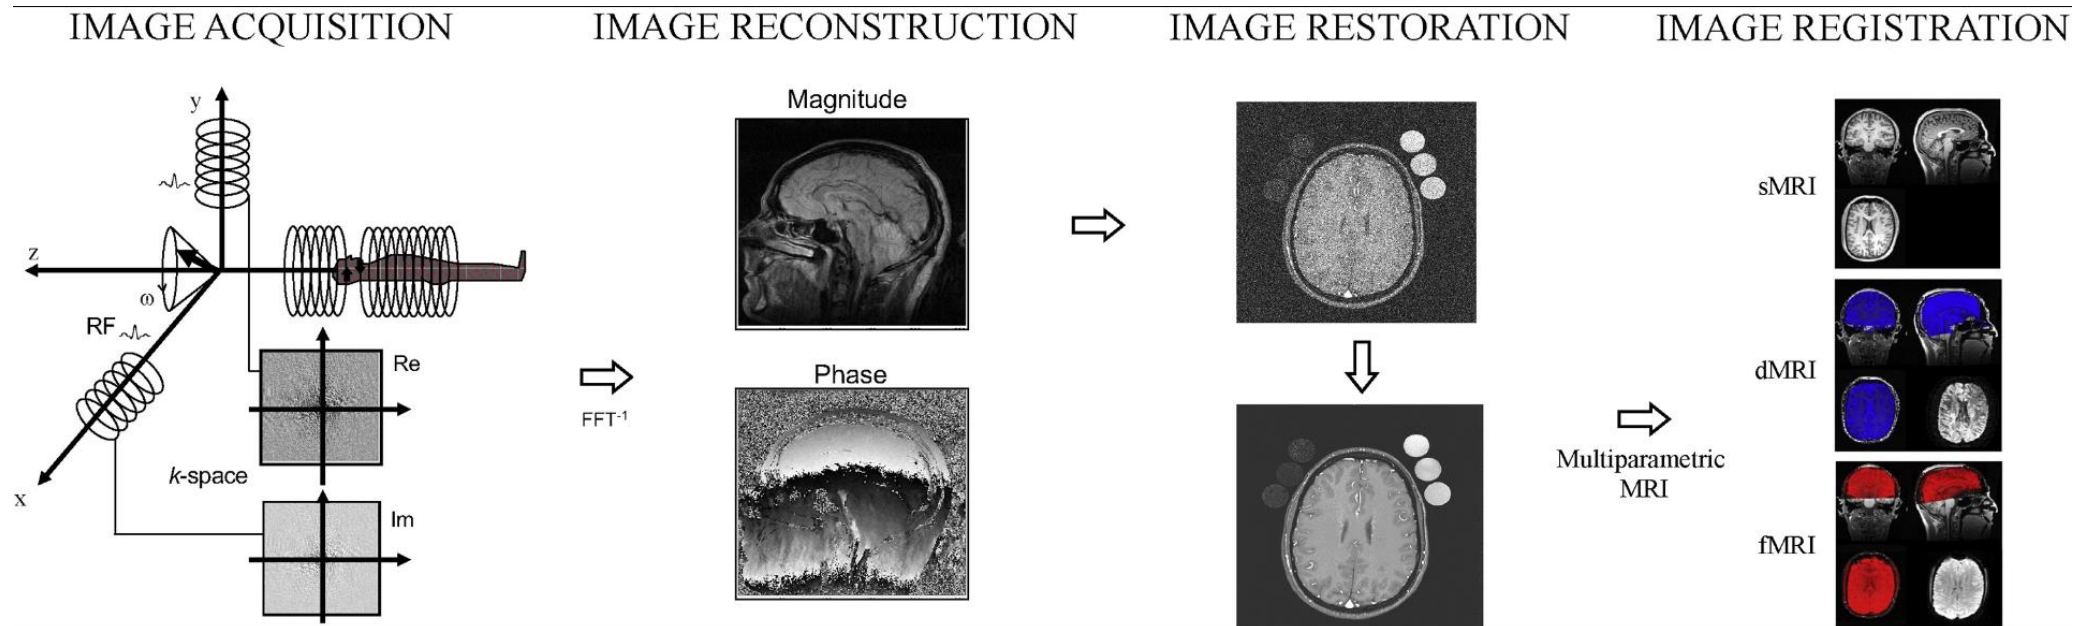 IMAGE ACQUISITION
IMAGE RECONSTRUCTION
IMAGE RESTORATION
IMAGE REGISTRATION
y
z
ω
RF
x
k-space
Re
Im
FFT-1
Magnitude
Phase
Multiparametric
MRI
sMRI
dMRI
fMRI